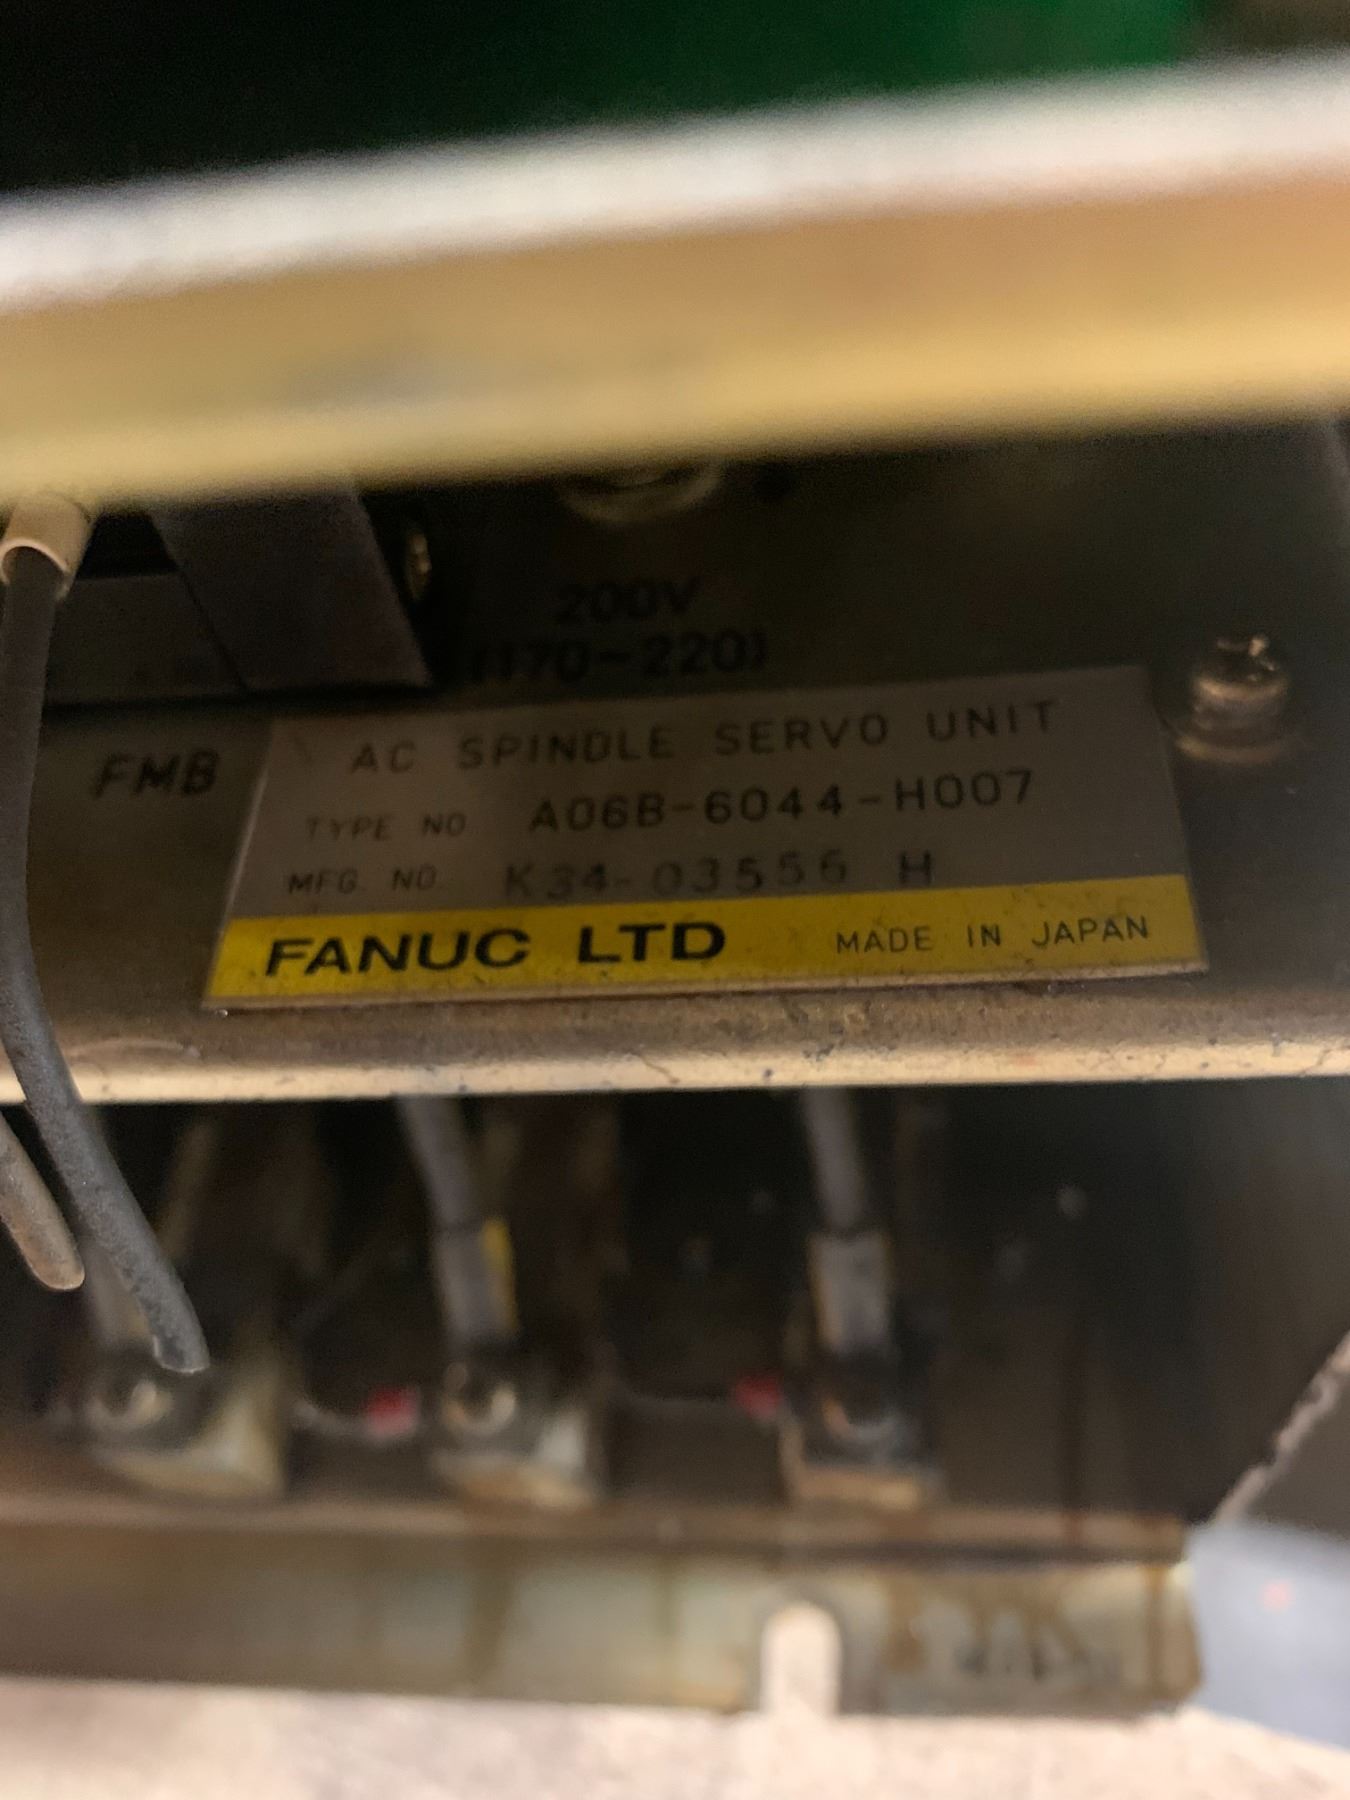 200V
(170~220)
FMB
AC SPINDLE SERVO UNIT
TYPE NO A06B-6044-H007
MFG. NO. K34-03556 H
FANUC LTD MADE IN JAPAN